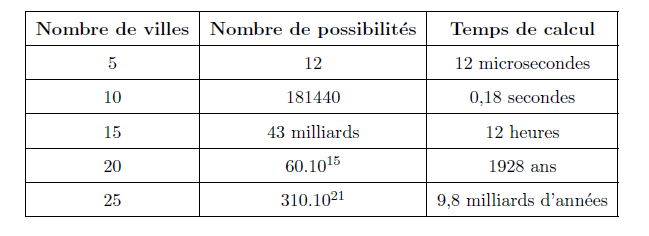 Nombre de villes Nombre de possibilités Temps de calcul
5 12 12 microsecondes
10 181440 0,18 secondes
15 43 milliards 12 heures
20 60.10¹⁵ 1928 ans
25 310.10²¹ 9,8 milliards d'années